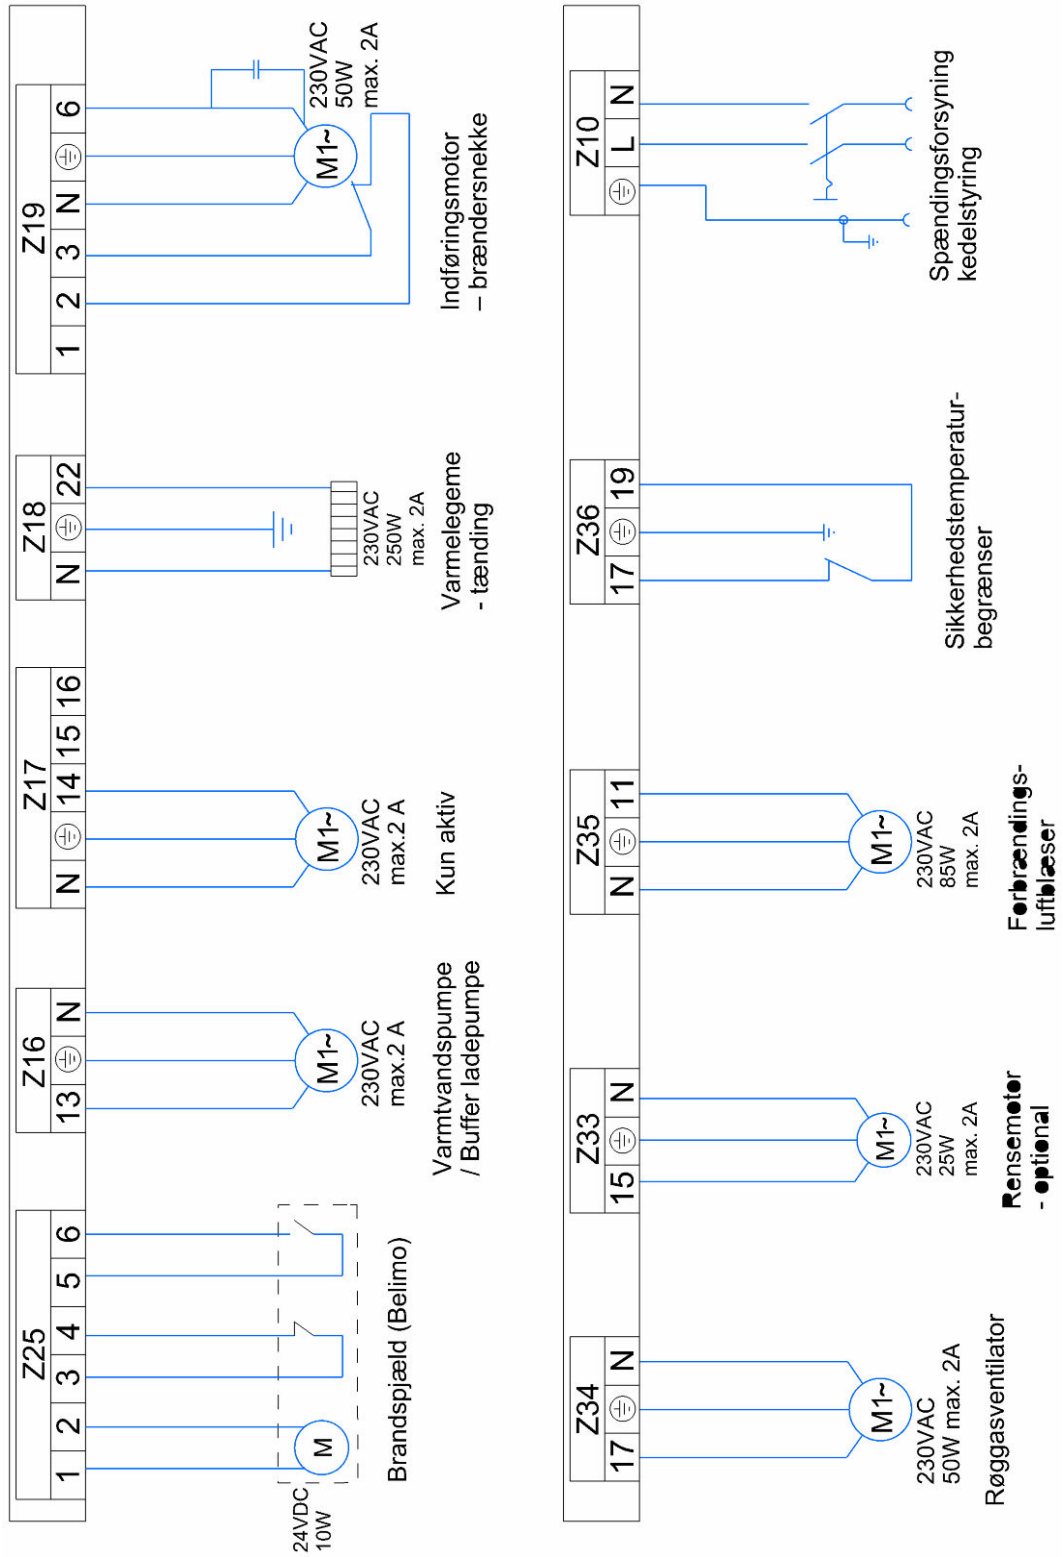 Z25
1 2 3 4 5 6
M
24VDC
10W
Brandspjæld (Belimo)
Z16
13 N
M1~
230VAC
max.2 A
Varmtvandspumpe
/ Buffer ladepumpe
Z17
N 14 15 16
M1~
230VAC
max.2 A
Kun aktiv
Z18
N 22
230VAC
250W
max. 2A
Varmelegeme
- tænding
Z19
1 2 3 N 6
M1~
230VAC
50W
max. 2A
Indføringsmotor
– brændersnekke
Z34
17 N
M1~
230VAC
50W max. 2A
Røggasventilator
Z33
15 N
M1~
230VAC
25W
max. 2A
Rensemotor
- optional
Z35
N 11
M1~
230VAC
85W
max. 2A
Forbrændings-
luftblæser
Z36
17 19
Sikkerhedstemperatur-
begrænser
Z10
L N
Spændingsforsyning
kedelstyring